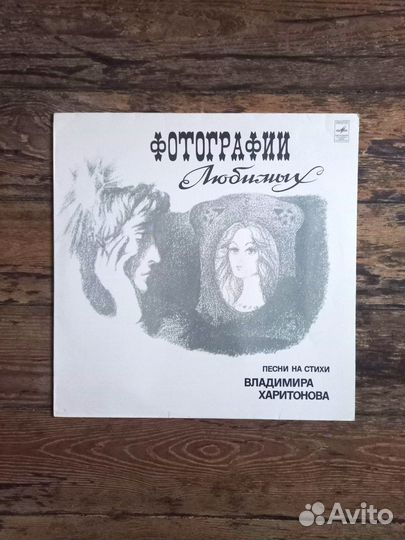 ФОТОГРАФИИ
Любимых
ПЕСНИ НА СТИХИ
ВЛАДИМИРА
ХАРИТОНОВА
Avito